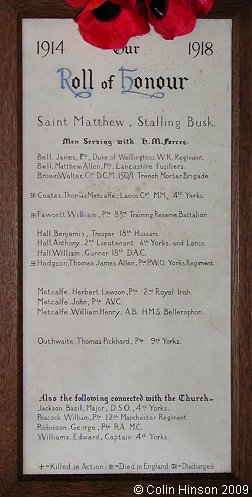 1914 Our 1918
Roll of Honour
Saint Matthew, Stalling Busk.
Men Serving with H.M.Forces.
Bell, James, Pte, Duke of Wellingtons W.R. Regiment.
Bell, Matthew Allen, Pte, Lancashire Fusiliers.
Brown, Walter, Cpl D.C.M. 150/1 Trench Mortar Brigade.
Coates, Thomas Metcalfe, Lance Cpl MM, 4th Yorks.
Fawcett, William, Pte 83rd Training Reserve Battalion
Hall, Benjamin, Trooper 18th Hussars
Hall, Anthony 2nd Lieutenant 6th Yorks. and Lancs.
Hall, William, Gunner 18th D.A.C.
Hodgson, Thomas James Allen, Pte P.W.O. Yorks Regiment
Metcalfe, Herbert Lawson, Pte 2nd Royal Irish.
Metcalfe, John, Pte AV.C.
Metcalfe, William Henry, A.B. H.M.S. Bellerophon.
Outhwaite, Thomas Pickhard, Pte 9th Yorks.
Also the following connected with the Church:-
Jackson, Basil, Major, D.S.O., 4th Yorks.
Peacock, William, Pte 12th Manchester Regiment
Robinson, George, Pte R.A. M.C.
Williams, Edward, Captain 4th Yorks.
+=Killed in Action =Died in England =Discharged
© Colin Hinson 2009